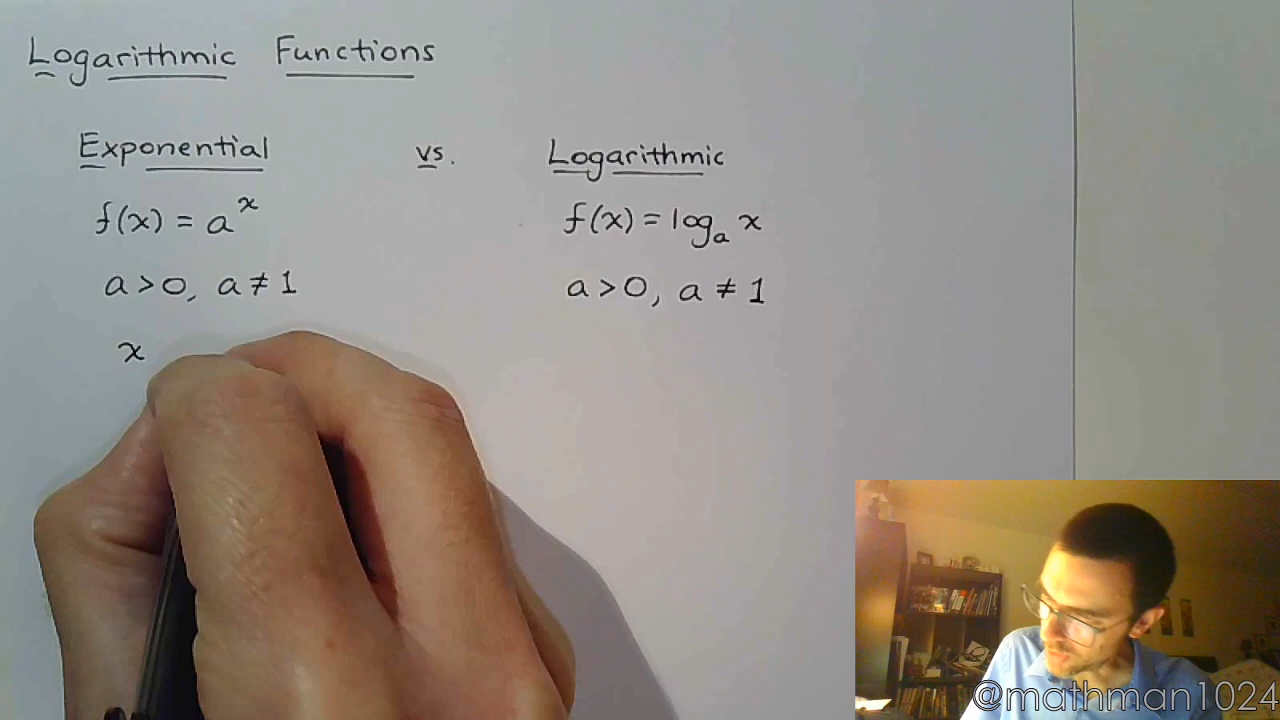 Logarithmic Functions
Exponential vs. Logarithmic
f(x) = a^x f(x) = log_a x
a > 0, a ≠ 1 a > 0, a ≠ 1
x
@mathman1024